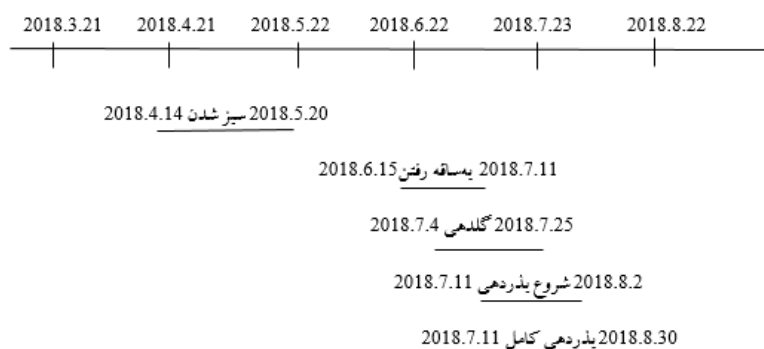 2018.3.21 2018.4.21 2018.5.22 2018.6.22 2018.7.23 2018.8.22
2018.4.14 سبز شدن 2018.5.20
2018.6.15 به‌ساقه رفتن 2018.7.11
2018.7.4 گلدهی 2018.7.25
2018.7.11 شروع بذردهی 2018.8.2
2018.7.11 بذردهی کامل 2018.8.30